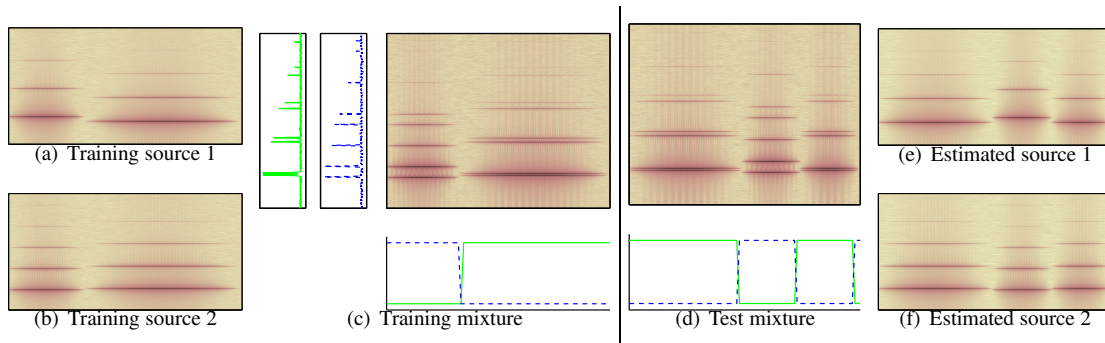 (a) Training source 1
(b) Training source 2
(c) Training mixture
(d) Test mixture
(e) Estimated source 1
(f) Estimated source 2